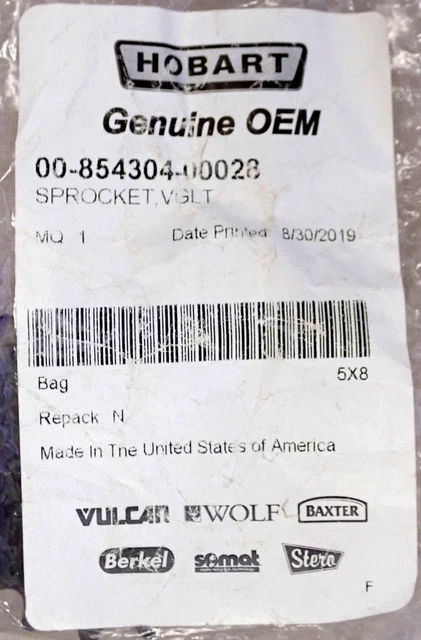 HOBART
Genuine OEM
00-854304-00028
SPROCKET,VGLT
MQ 1 Date Printed 8/30/2019
Bag 5X8
Repack N
Made In The United States of America
VULCAN WOLF BAXTER
Berkel somat Stero
F